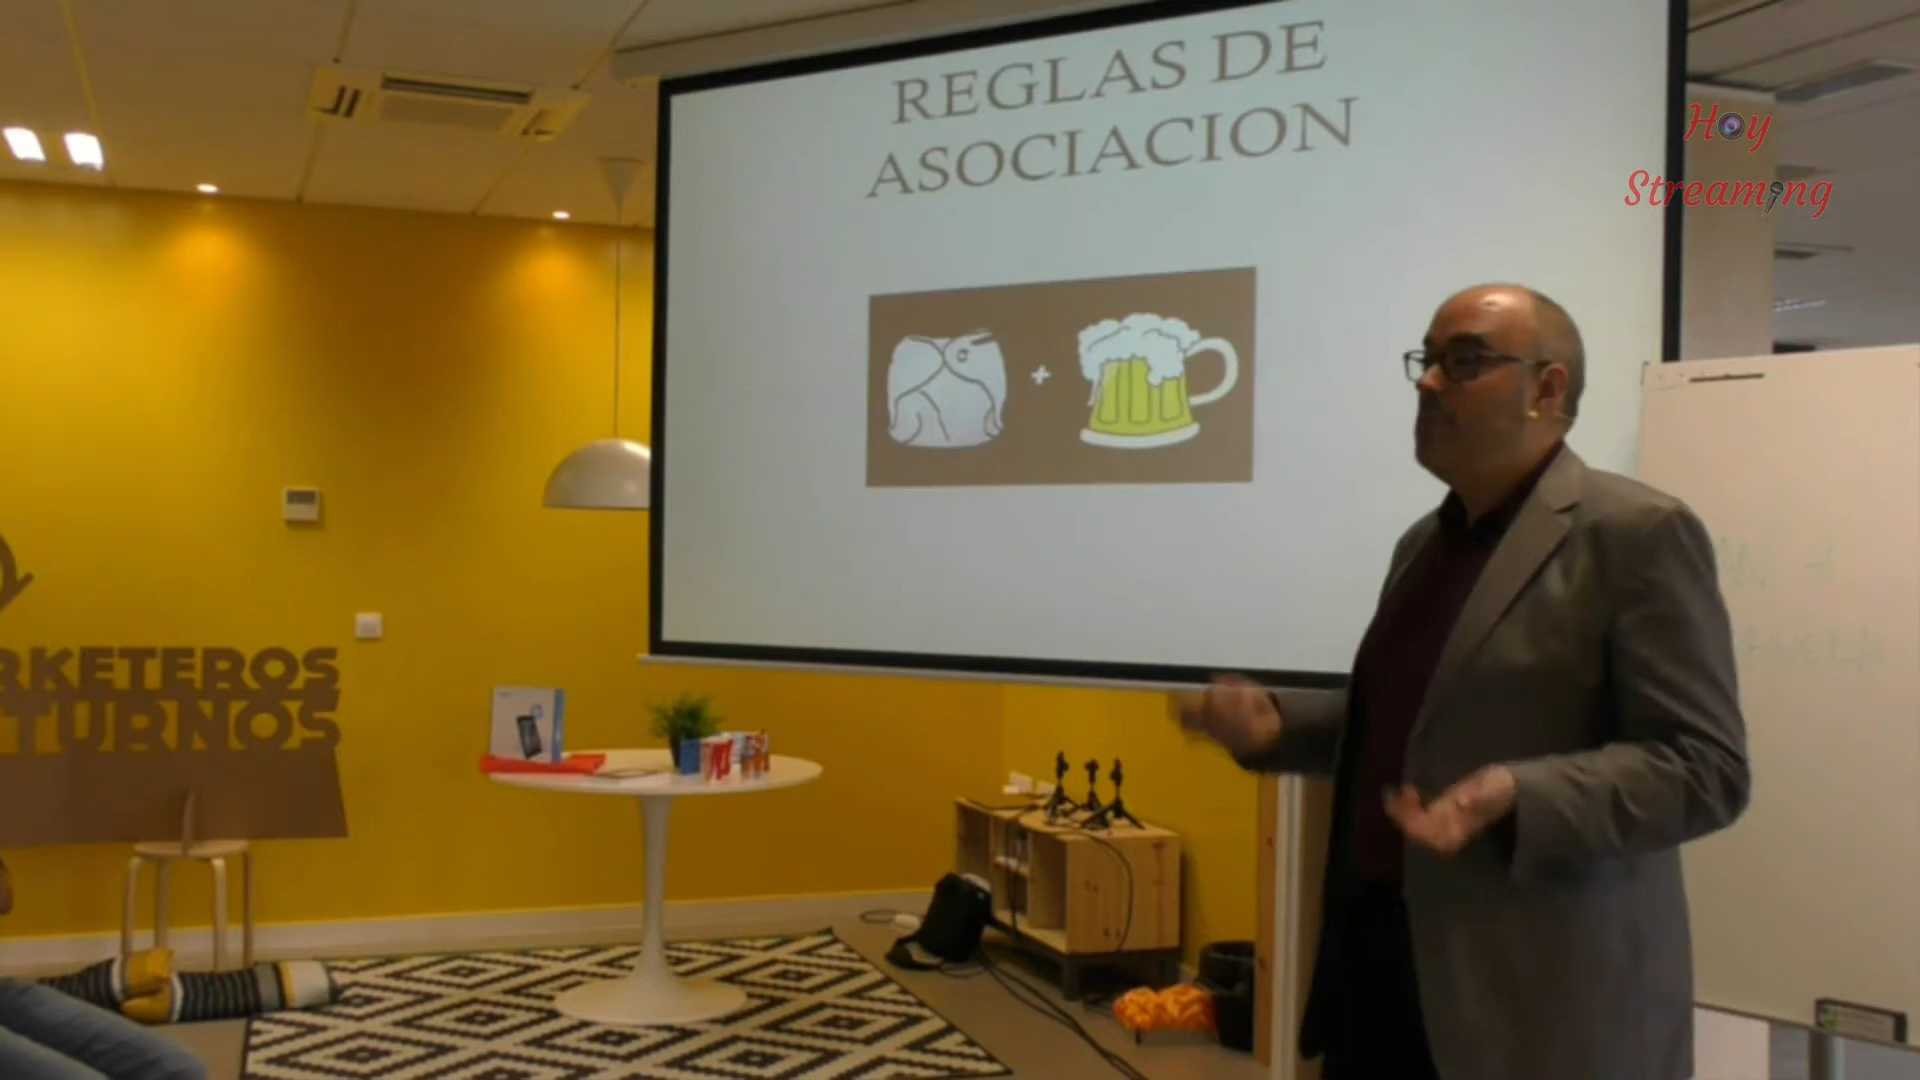 REGLAS DE
ASOCIACION
+
Hoy
Streaming
RKETEROS
TURNOS